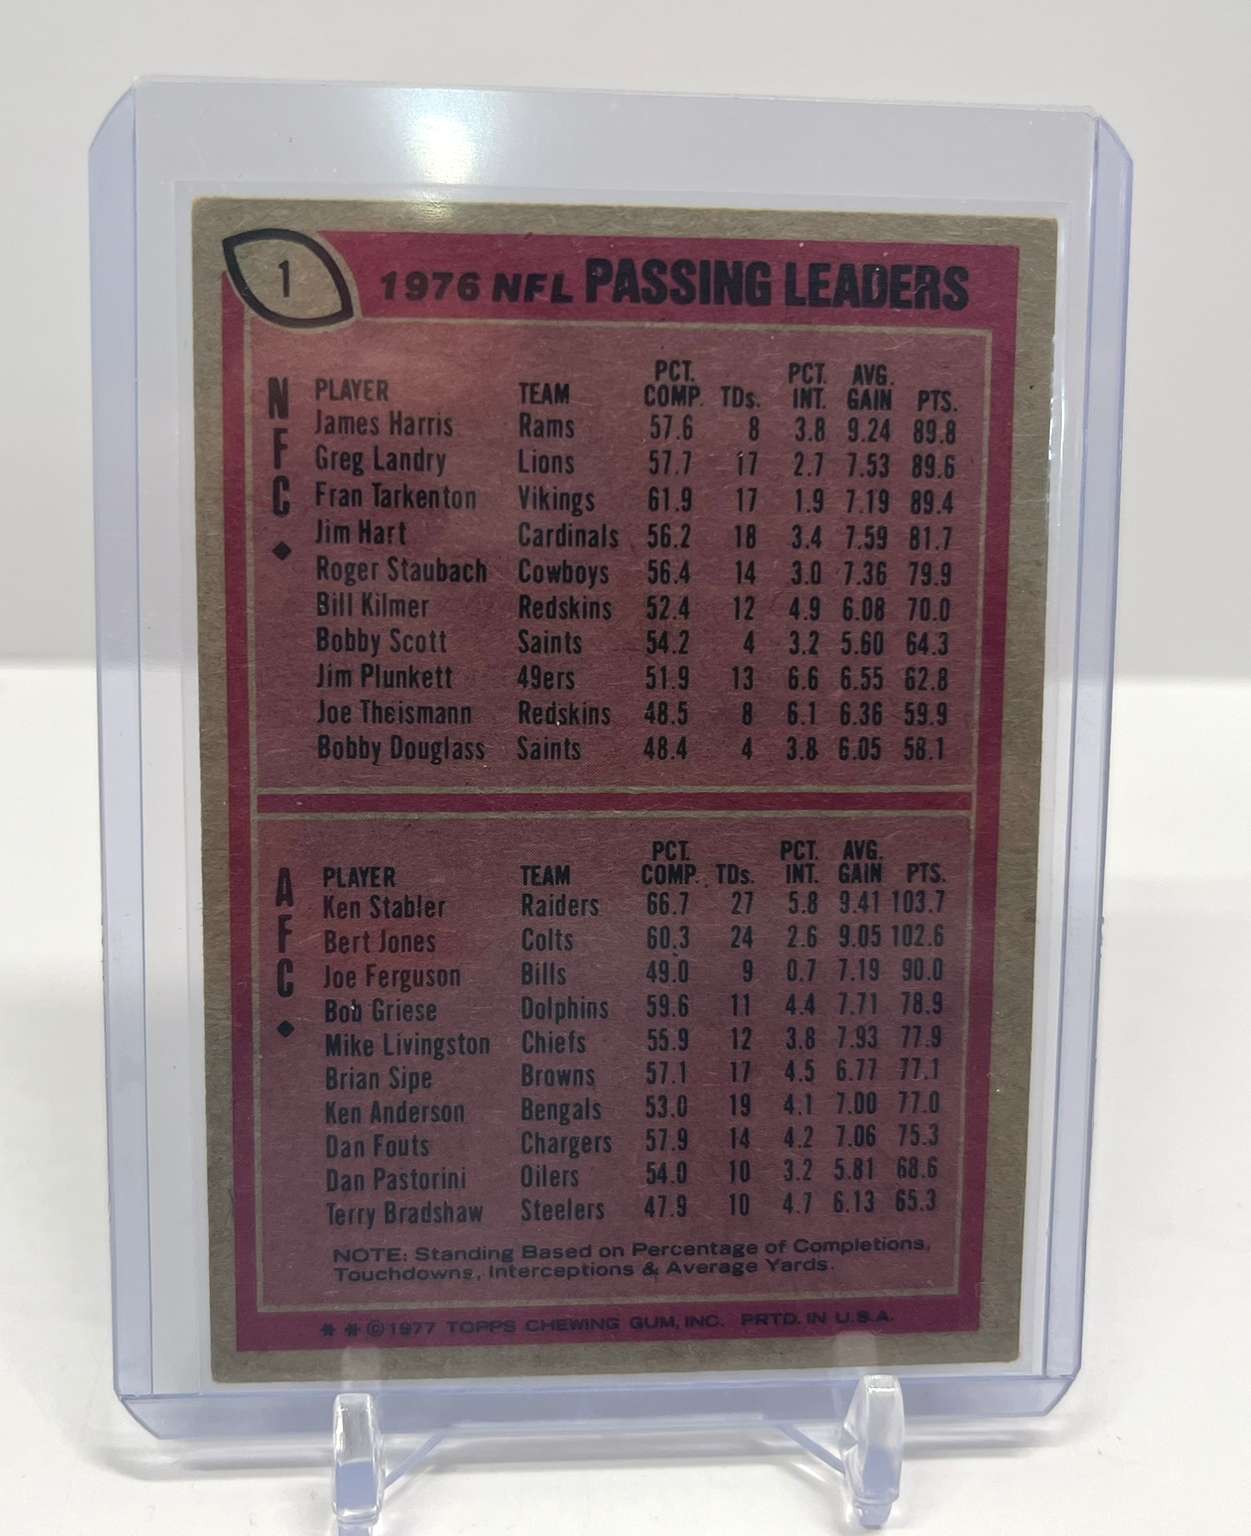 1
1976 NFL PASSING LEADERS
NFC
PLAYER TEAM PCT. COMP. TDs. PCT. INT. AVG. GAIN PTS.
James Harris Rams 57.6 8 3.8 9.24 89.8
Greg Landry Lions 57.7 17 2.7 7.53 89.6
Fran Tarkenton Vikings 61.9 17 1.9 7.19 89.4
Jim Hart Cardinals 56.2 18 3.4 7.59 81.7
Roger Staubach Cowboys 56.4 14 3.0 7.36 79.9
Bill Kilmer Redskins 52.4 12 4.9 6.08 70.0
Bobby Scott Saints 54.2 4 3.2 5.60 64.3
Jim Plunkett 49ers 51.9 13 6.6 6.55 62.8
Joe Theismann Redskins 48.5 8 6.1 6.36 59.9
Bobby Douglass Saints 48.4 4 3.8 6.05 58.1
AFC
PLAYER TEAM PCT. COMP. TDs. PCT. INT. AVG. GAIN PTS.
Ken Stabler Raiders 66.7 27 5.8 9.41 103.7
Bert Jones Colts 60.3 24 2.6 9.05 102.6
Joe Ferguson Bills 49.0 9 0.7 7.19 90.0
Bob Griese Dolphins 59.6 11 4.4 7.71 78.9
Mike Livingston Chiefs 55.9 12 3.8 7.93 77.9
Brian Sipe Browns 57.1 17 4.5 6.77 77.1
Ken Anderson Bengals 53.0 19 4.1 7.00 77.0
Dan Fouts Chargers 57.9 14 4.2 7.06 75.3
Dan Pastorini Oilers 54.0 10 3.2 5.81 68.6
Terry Bradshaw Steelers 47.9 10 4.7 6.13 65.3
NOTE: Standing Based on Percentage of Completions,
Touchdowns, Interceptions & Average Yards.
* * ©1977 TOPPS CHEWING GUM, INC. PRTD. IN U.S.A.